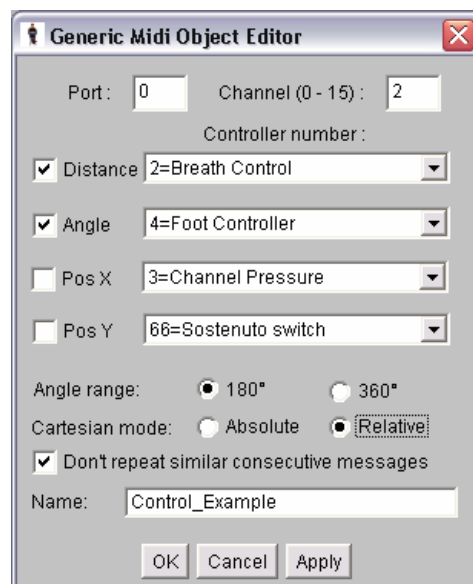 Generic Midi Object Editor
Port : 0 Channel (0 - 15) : 2
Controller number :
Distance 2=Breath Control
Angle 4=Foot Controller
Pos X 3=Channel Pressure
Pos Y 66=Sostenuto switch
Angle range: 180° 360°
Cartesian mode: Absolute Relative
Don't repeat similar consecutive messages
Name: Control_Example
OK Cancel Apply